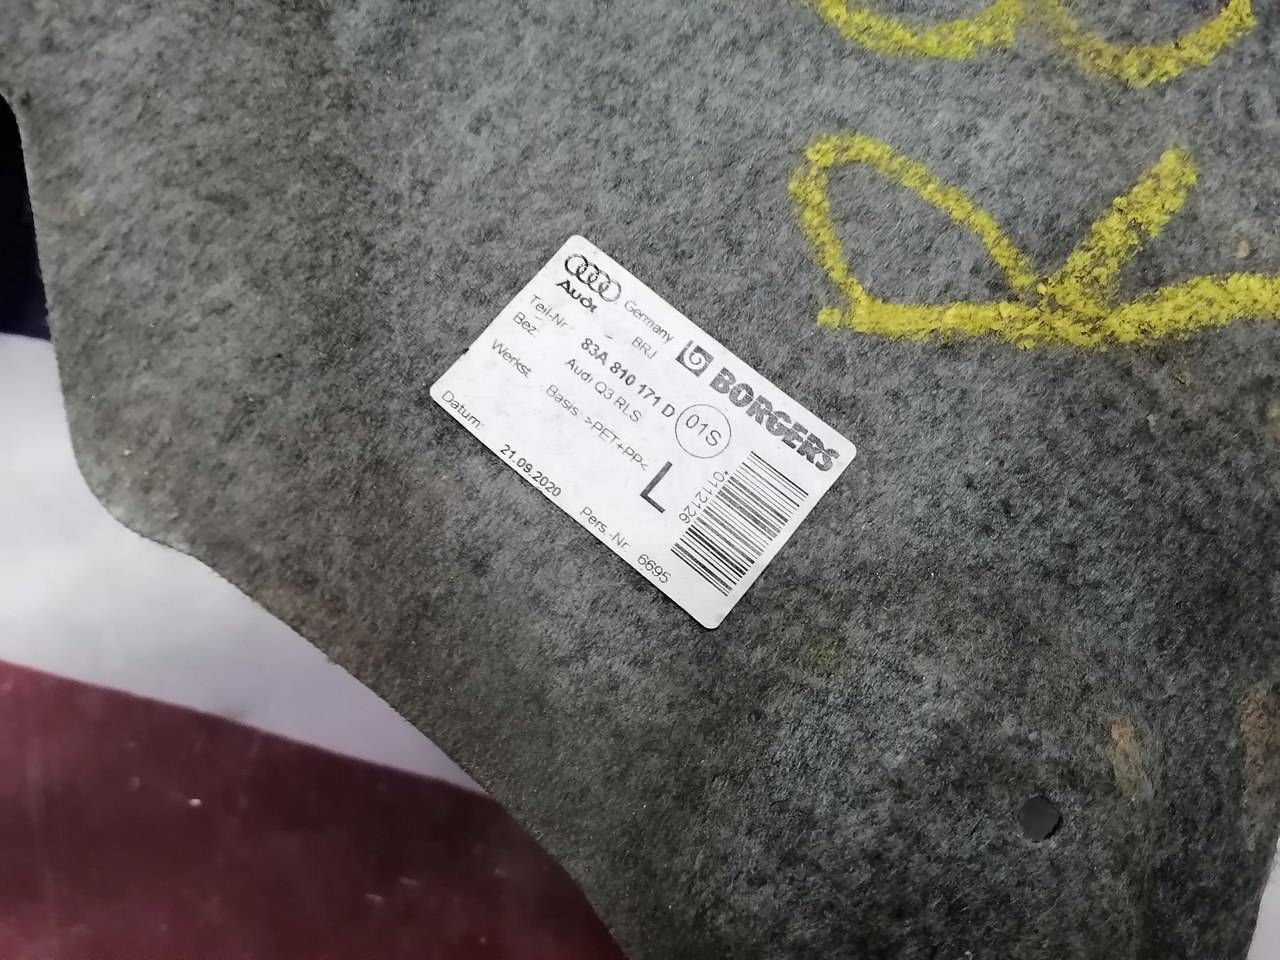 Audi
Germany
BRJ
BORGERS
Teil-Nr 83A 810 171 D
01S
Bez. Audi Q3 RLS
Werkst. Basis >PET+PP<
L
*0112126
Datum: 21.09.2020 Pers.-Nr 6695